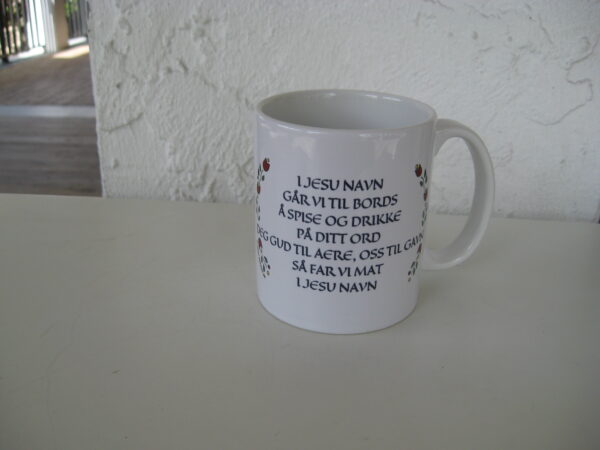 I JESU NAVN
GÅR VI TIL BORDS
Å SPISE OG DRIKKE
PÅ DITT ORD
DEG GUD TIL AERE, OSS TIL GAVN
SÅ FAR VI MAT
I JESU NAVN